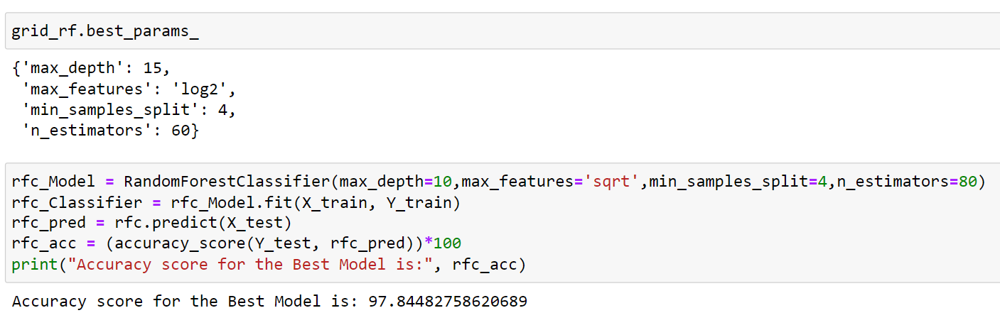 grid_rf.best_params_
{'max_depth': 15,
 'max_features': 'log2',
 'min_samples_split': 4,
 'n_estimators': 60}
rfc_Model = RandomForestClassifier(max_depth=10,max_features='sqrt',min_samples_split=4,n_estimators=80)
rfc_Classifier = rfc_Model.fit(X_train, Y_train)
rfc_pred = rfc.predict(X_test)
rfc_acc = (accuracy_score(Y_test, rfc_pred))*100
print("Accuracy score for the Best Model is:", rfc_acc)
Accuracy score for the Best Model is: 97.84482758620689